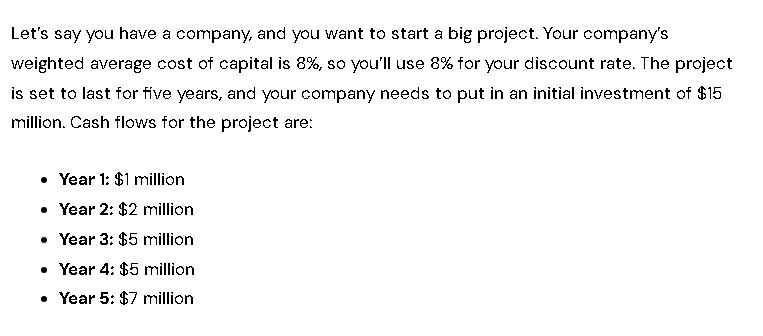 Let's say you have a company, and you want to start a big project. Your company's
weighted average cost of capital is 8%, so you'll use 8% for your discount rate. The project
is set to last for five years, and your company needs to put in an initial investment of $15
million. Cash flows for the project are:
• Year 1: $1 million
• Year 2: $2 million
• Year 3: $5 million
• Year 4: $5 million
• Year 5: $7 million